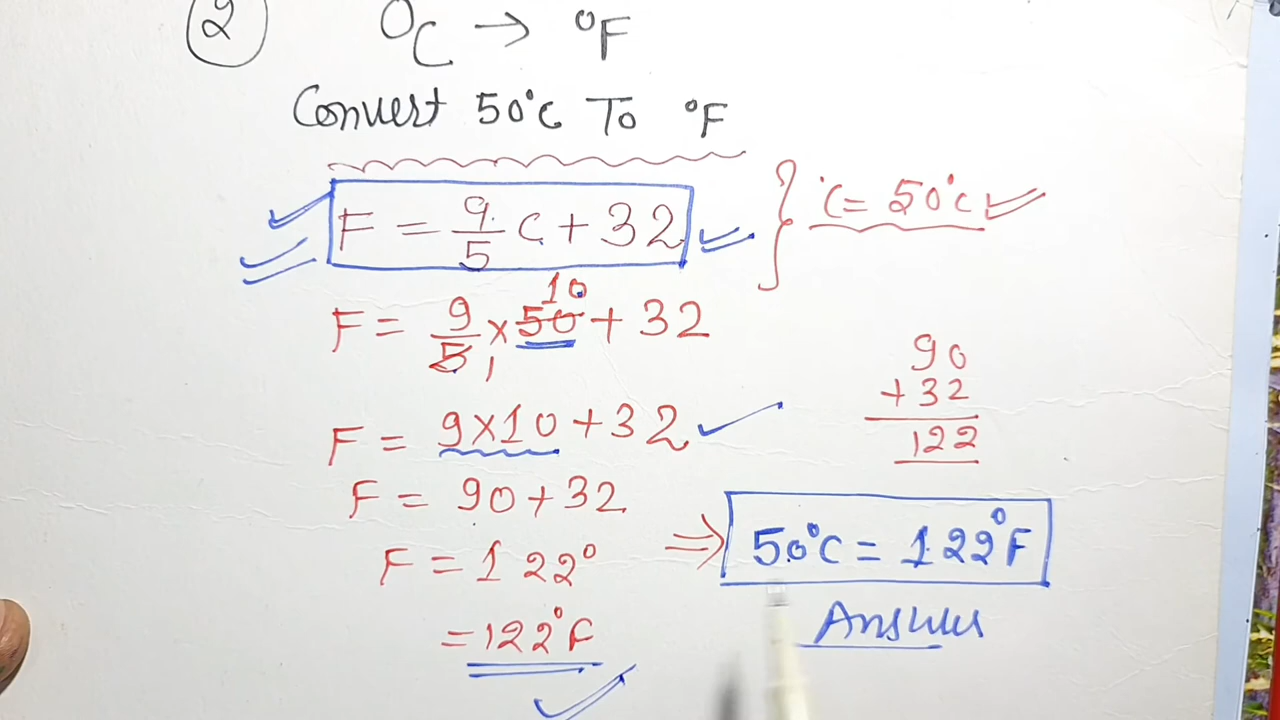 2 °C → °F
Convert 50°C To °F
F = 9/5 C + 32 } °C = 50°C
F = 9/5 1 × 50 10 + 32
F = 9×10 + 32
F = 90 + 32
F = 122°
= 122°F
90
+ 32
122
⇒ 50°C = 122°F
Answer